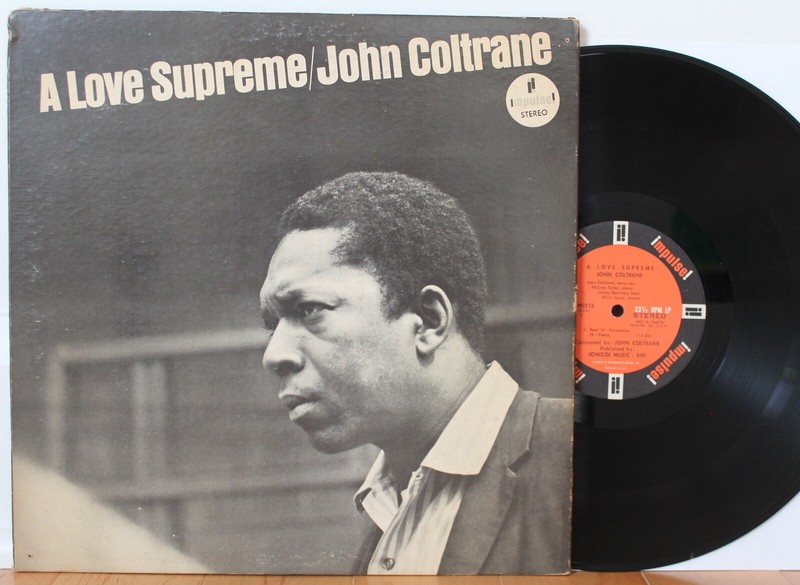 A Love Supreme/John Coltrane
impulse!
STEREO
impulse!
impulse!
impulse!
A LOVE SUPREME
JOHN COLTRANE
33⅓ RPM LP
STEREO
Composed by: JOHN COLTRANE
Published by:
JOWCOL MUSIC - BMI